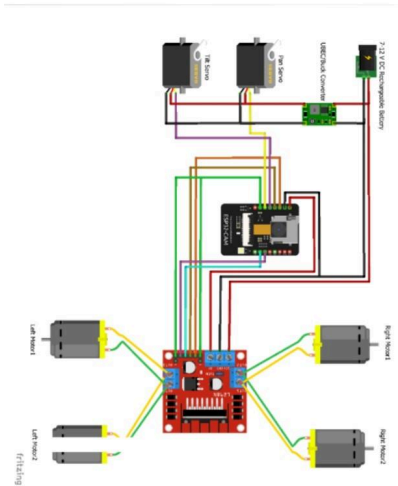 Tilt Servo
Pan Servo
UBEC/Buck Converter
7-12 V DC Rechargeable Battery
ESP32-CAM
L298N
Left Motor1
Right Motor1
Left Motor2
Right Motor2
fritzing